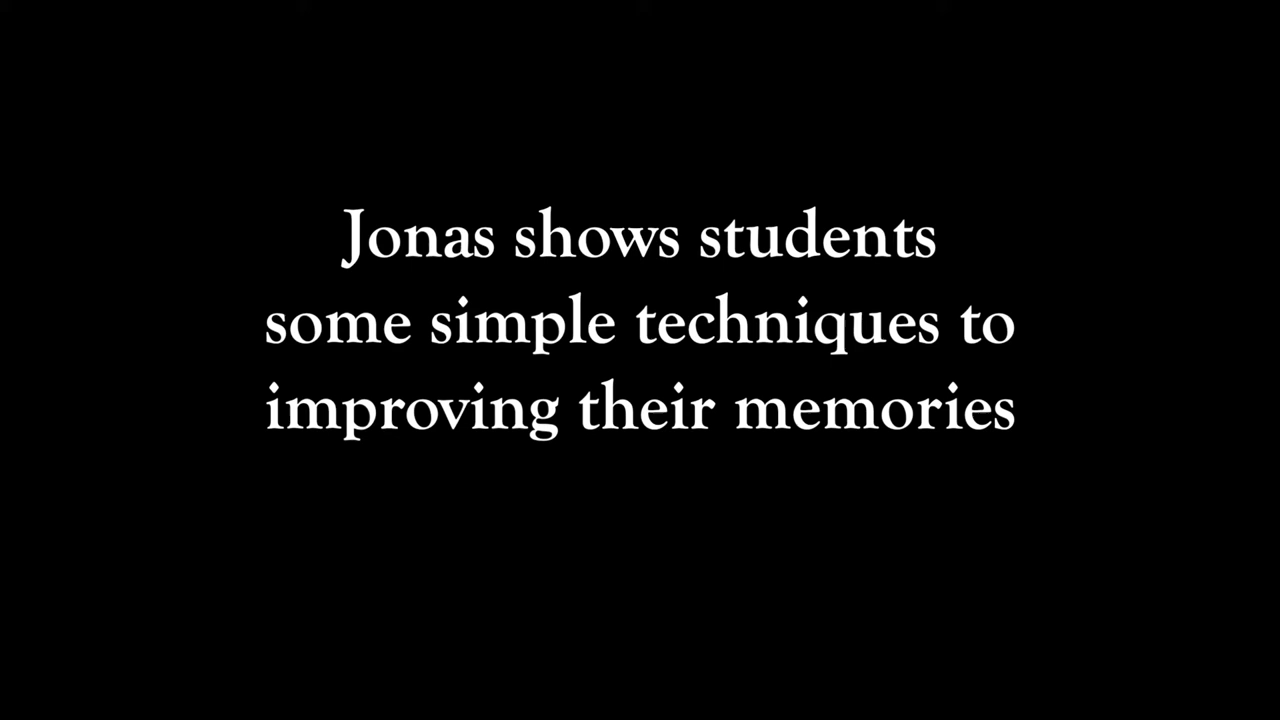 Jonas shows students
some simple techniques to
improving their memories